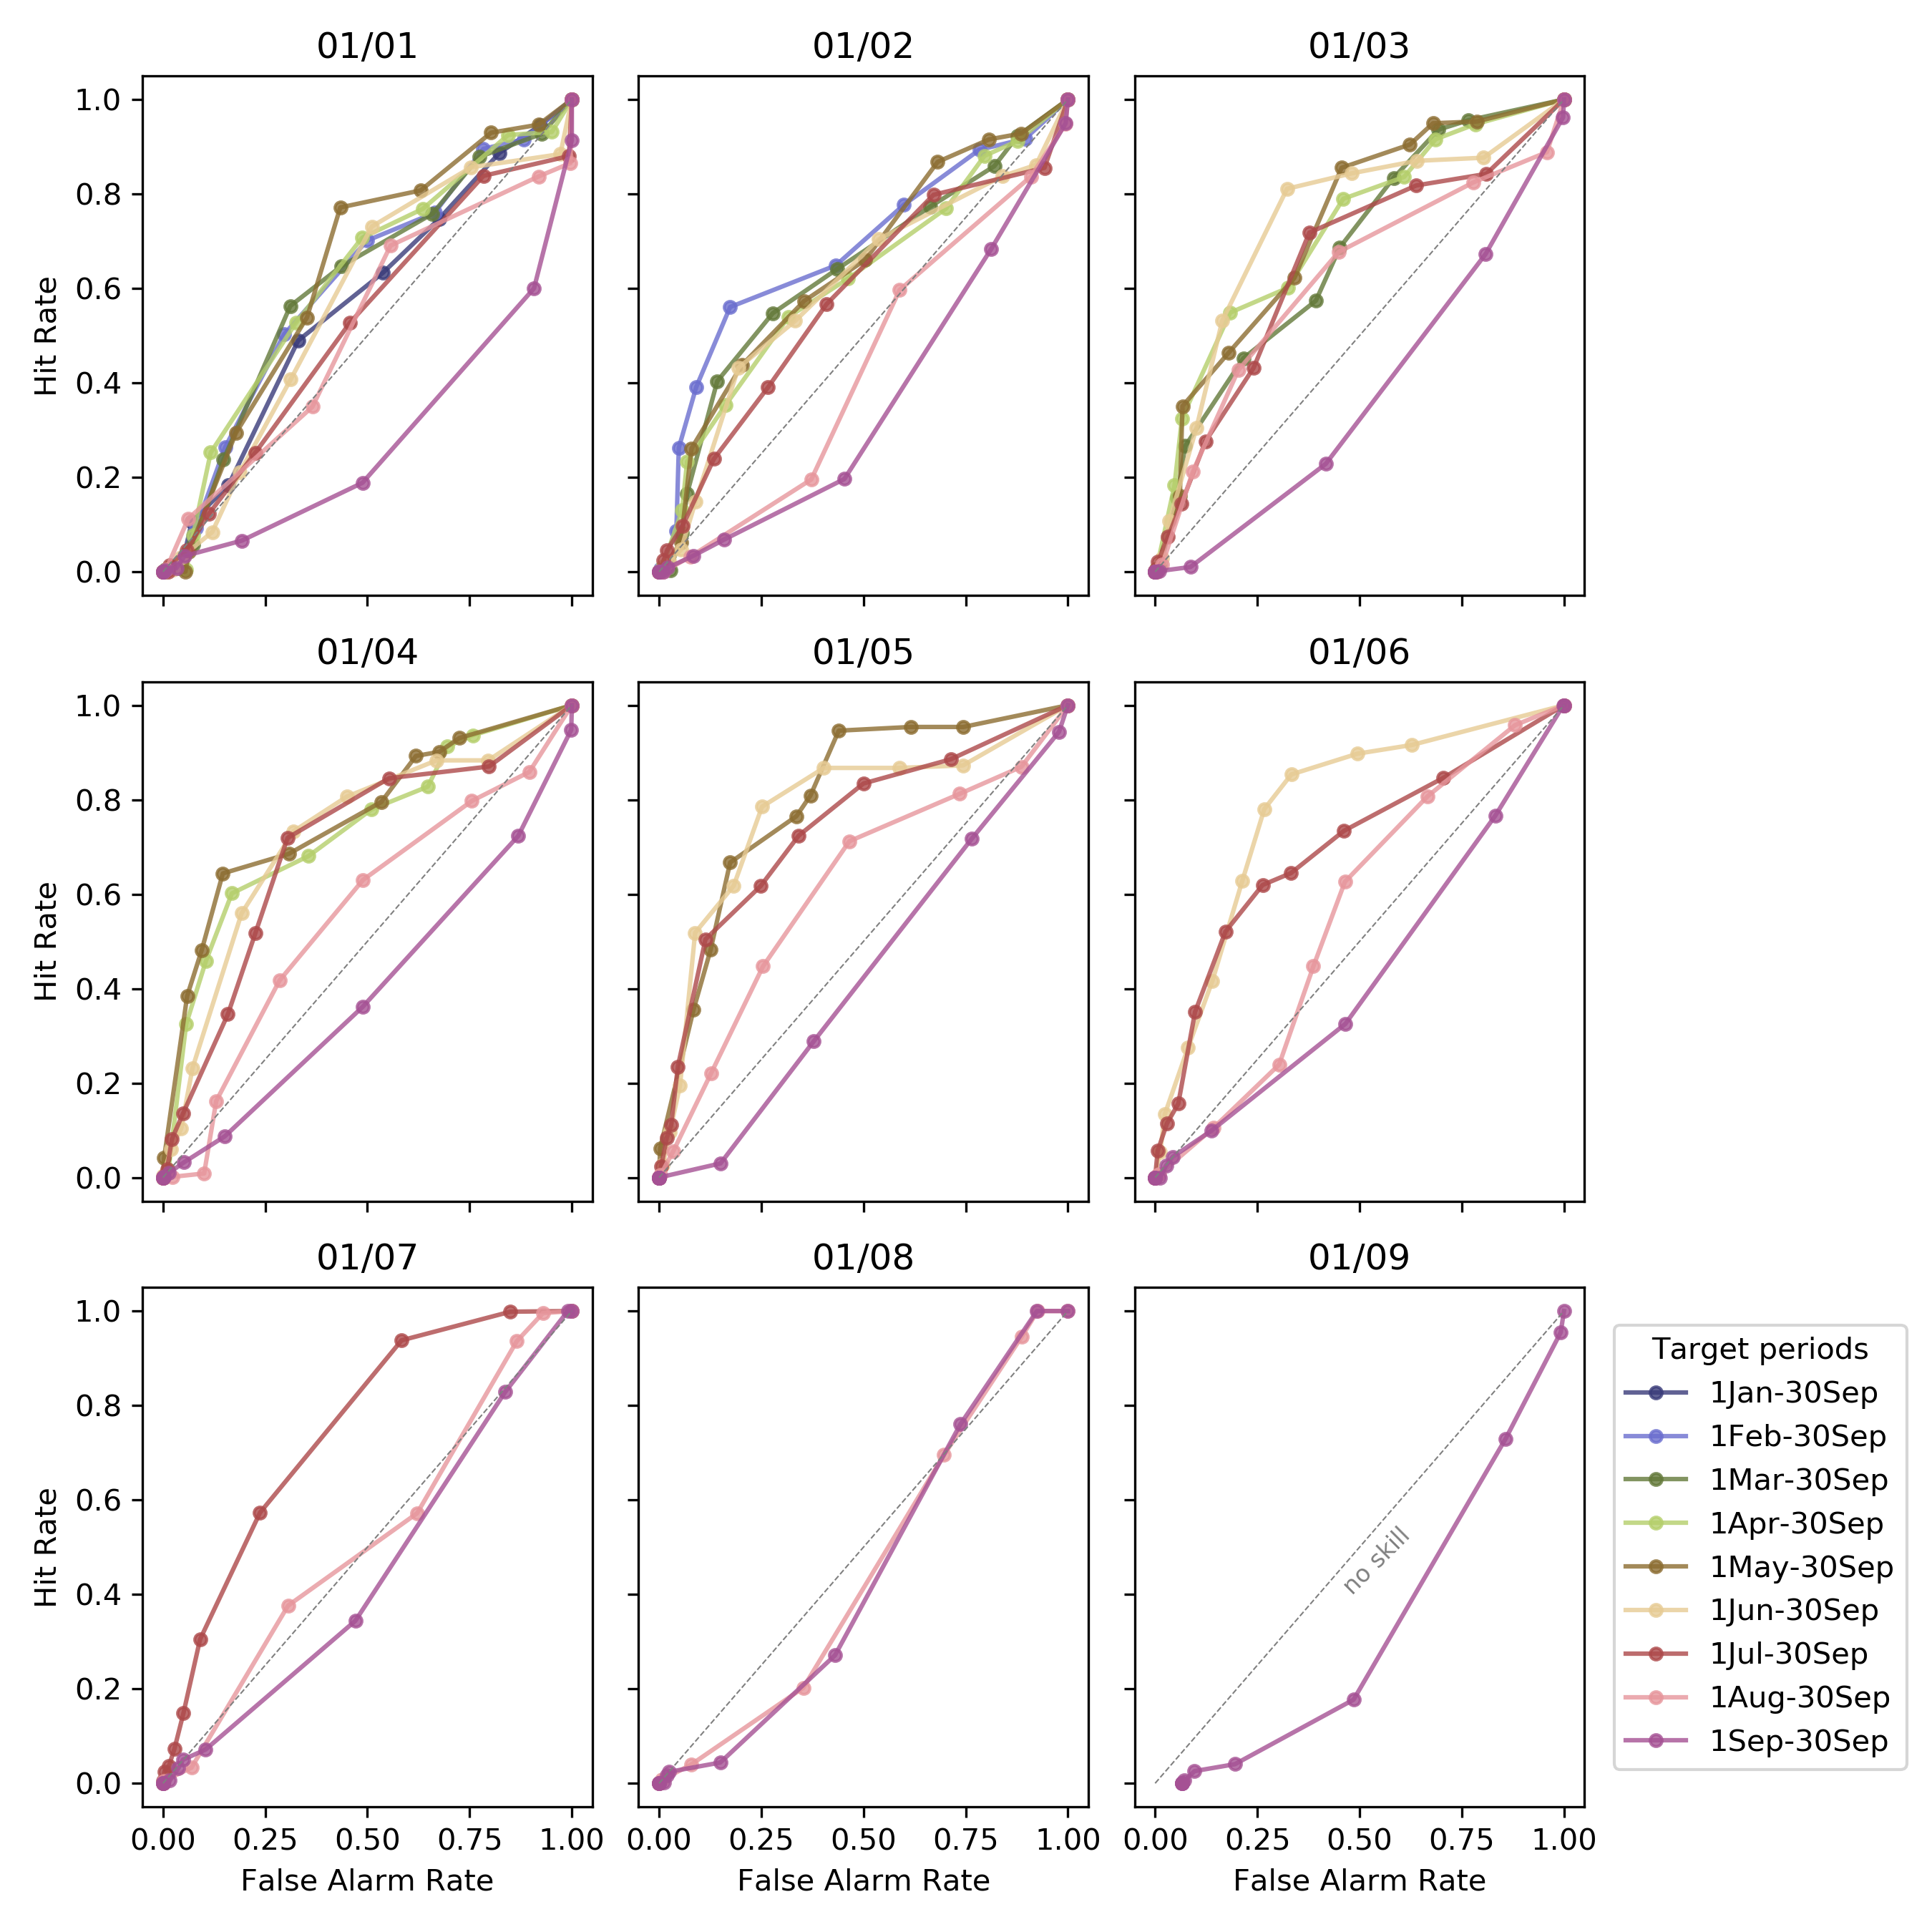 01/01
01/02
01/03
1.0
0.8
0.6
0.4
0.2
0.0
Hit Rate
01/04
01/05
01/06
1.0
0.8
0.6
0.4
0.2
0.0
Hit Rate
01/07
01/08
01/09
1.0
0.8
0.6
0.4
0.2
0.0
Hit Rate
0.00 0.25 0.50 0.75 1.00
False Alarm Rate
0.00 0.25 0.50 0.75 1.00
False Alarm Rate
no skill
0.00 0.25 0.50 0.75 1.00
False Alarm Rate
Target periods
1Jan-30Sep
1Feb-30Sep
1Mar-30Sep
1Apr-30Sep
1May-30Sep
1Jun-30Sep
1Jul-30Sep
1Aug-30Sep
1Sep-30Sep